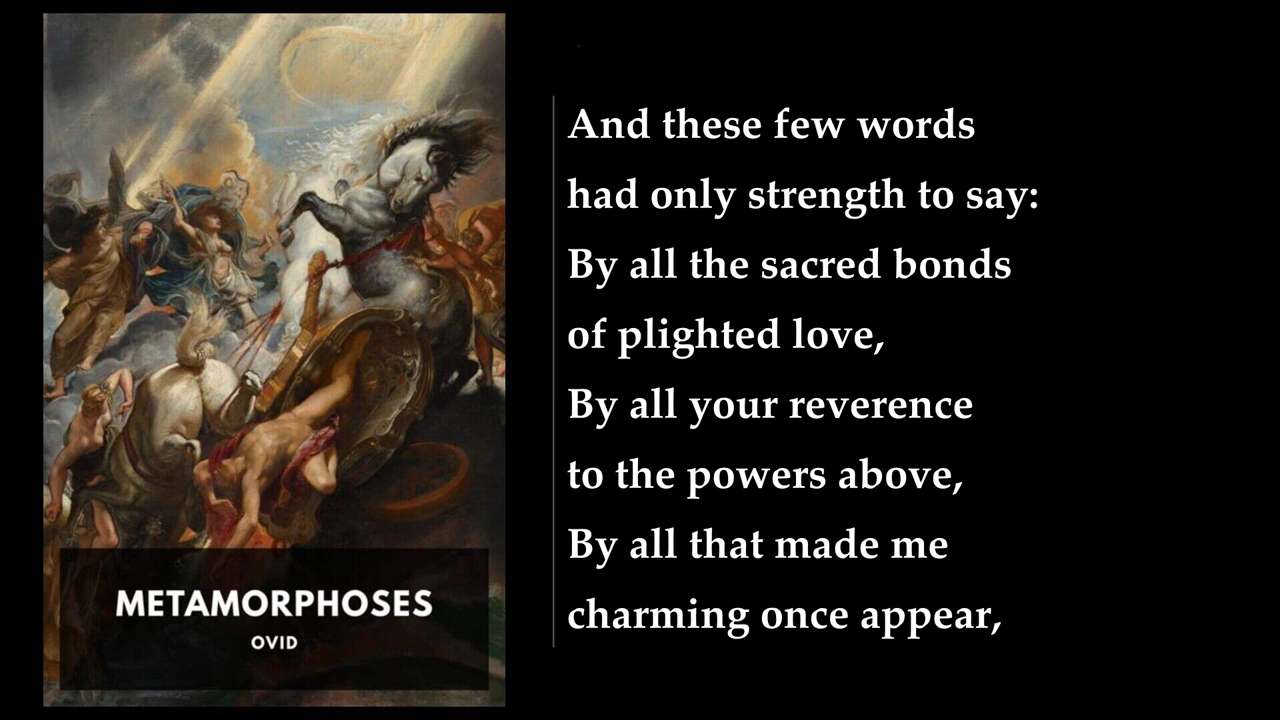 METAMORPHOSES
OVID
And these few words
had only strength to say:
By all the sacred bonds
of plighted love,
By all your reverence
to the powers above,
By all that made me
charming once appear,